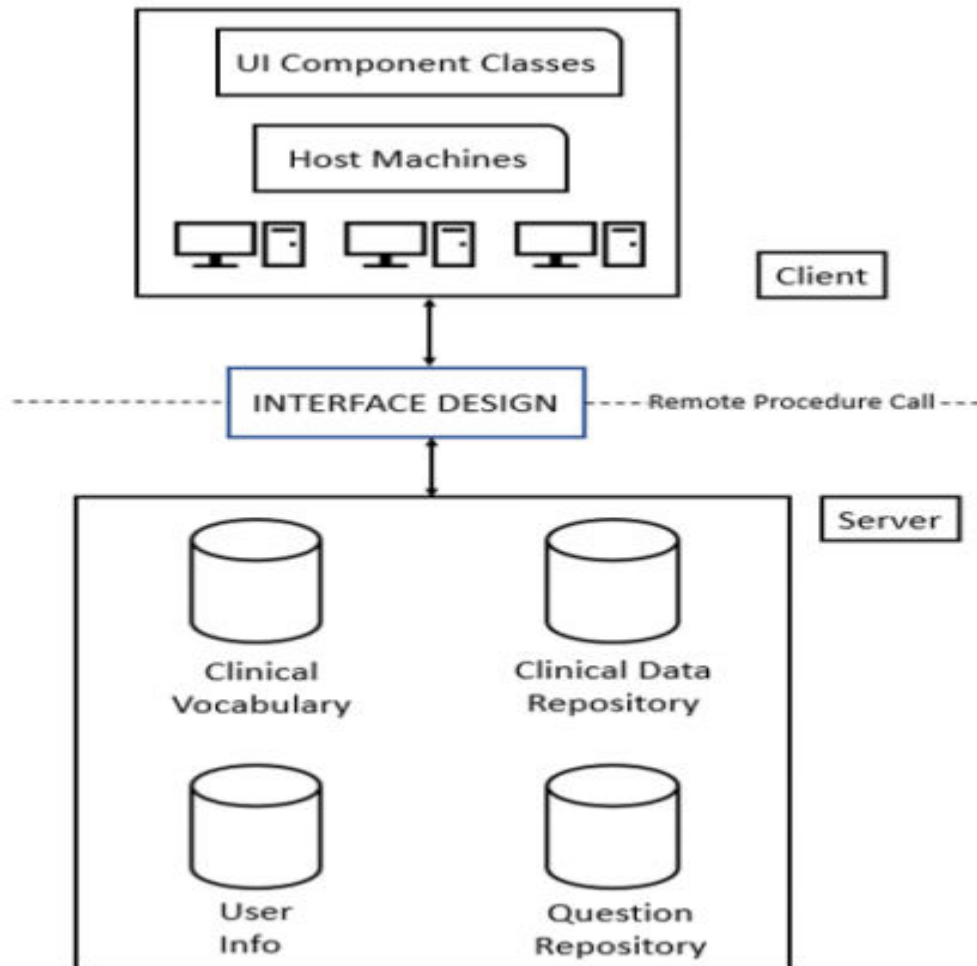 UI Component Classes
Host Machines
Client
INTERFACE DESIGN
Remote Procedure Call
Server
Clinical
Vocabulary
Clinical Data
Repository
User
Info
Question
Repository